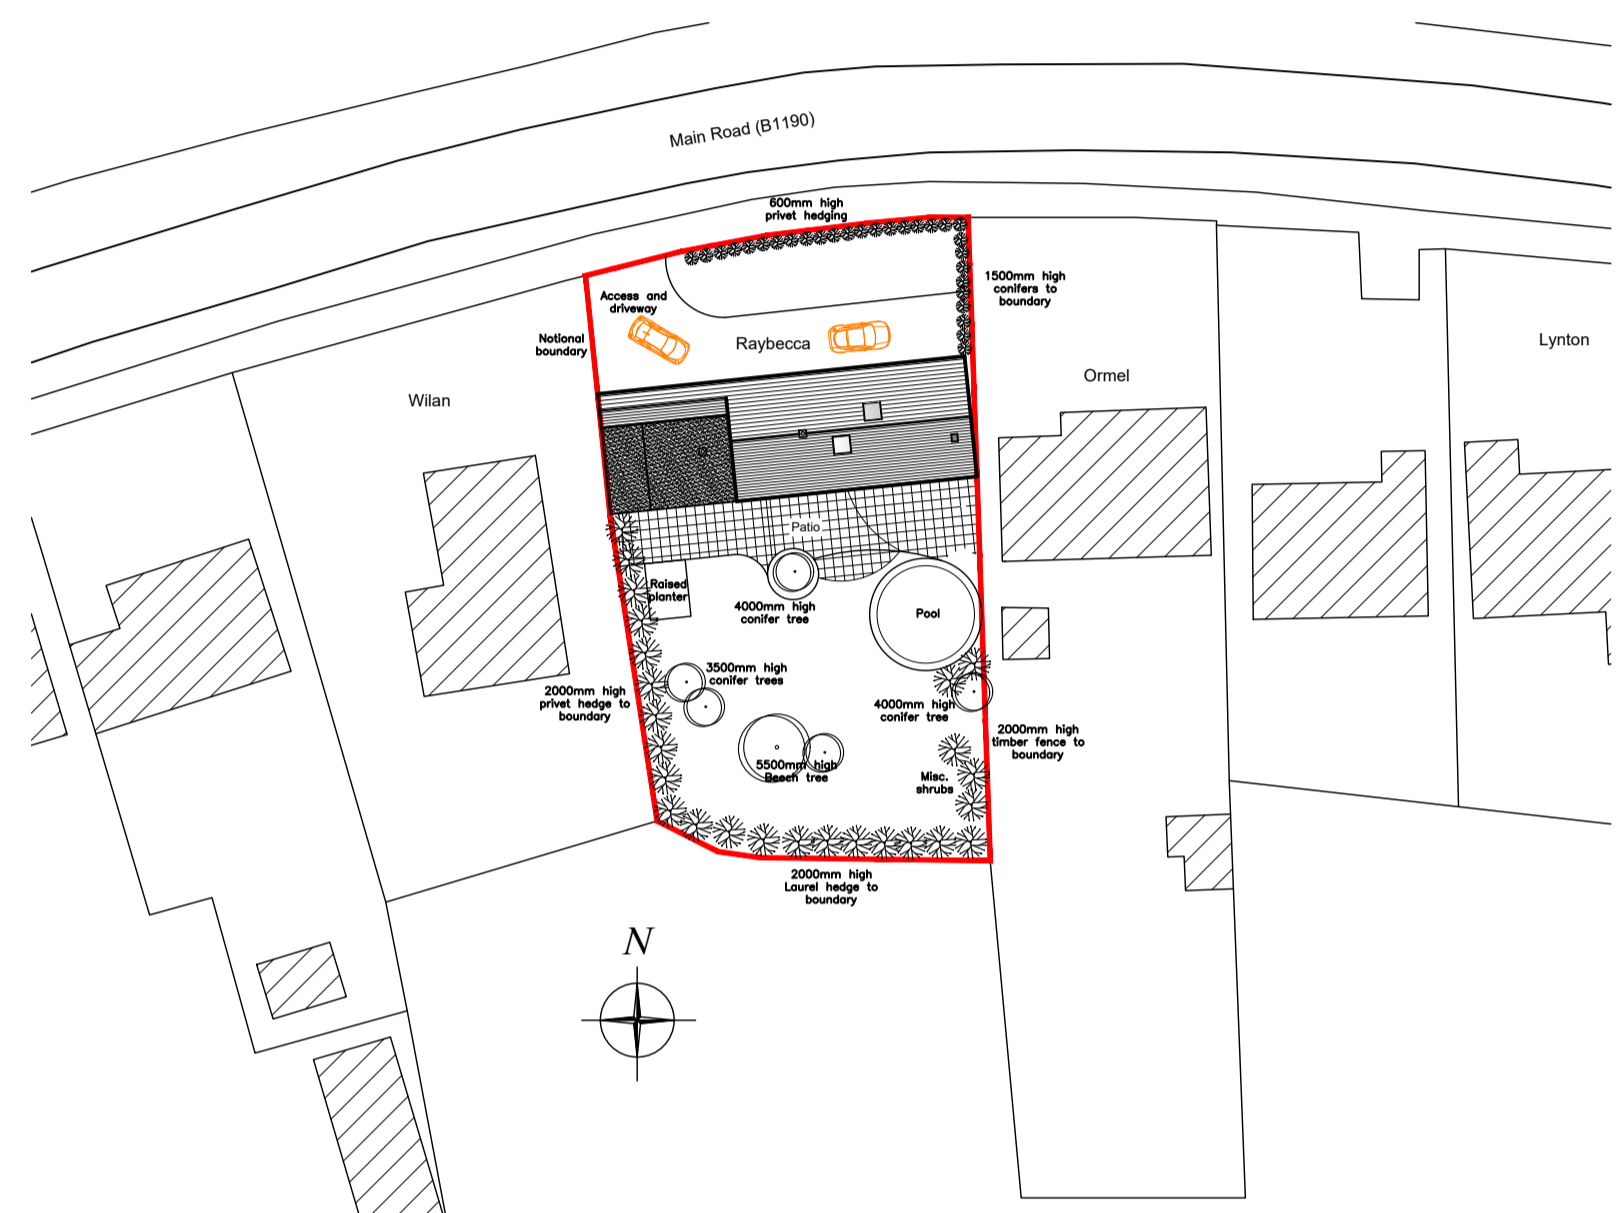 Main Road (B1190)
600mm high
privet hedging
1500mm high
conifers to
boundary
Access and
driveway
Notional
boundary
Raybecca
Lynton
Ormel
Wilan
Patio
Raised
planter
4000mm high
conifer tree
Pool
3500mm high
conifer trees
2000mm high
privet hedge to
boundary
4000mm high
conifer tree
2000mm high
timber fence to
boundary
5500mm high
Beech tree
Misc.
shrubs
2000mm high
Laurel hedge to
boundary
N